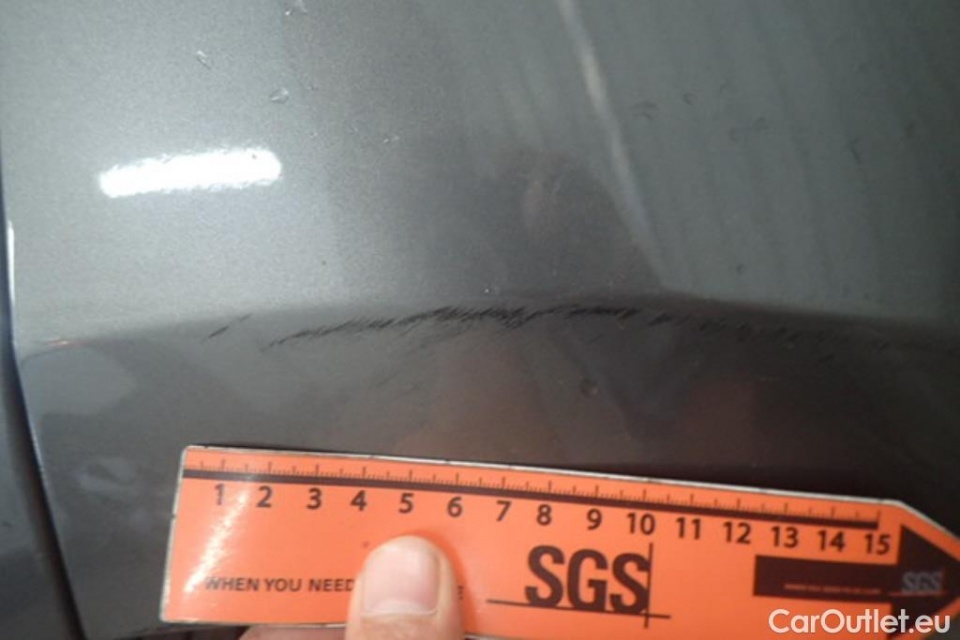 1 2 3 4 5 6 7 8 9 10 11 12 13 14 15
WHEN YOU NEED
SGS
SGS
CarOutlet.eu